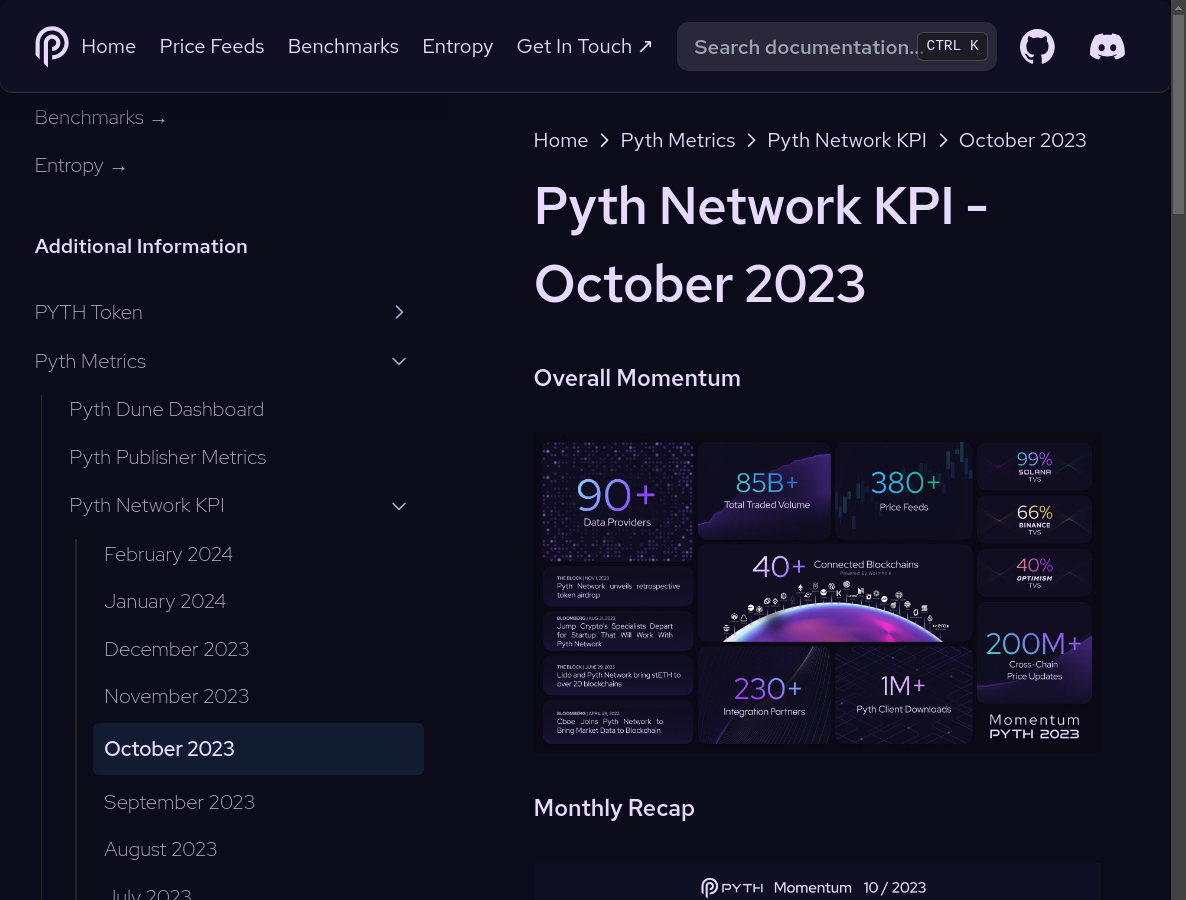 Home Price Feeds Benchmarks Entropy Get In Touch ↗ Search documentation... CTRL K
Benchmarks →
Entropy →
Additional Information
PYTH Token
Pyth Metrics
Pyth Dune Dashboard
Pyth Publisher Metrics
Pyth Network KPI
February 2024
January 2024
December 2023
November 2023
October 2023
September 2023
August 2023
July 2023
Home > Pyth Metrics > Pyth Network KPI > October 2023
Pyth Network KPI -
October 2023
Overall Momentum
90+
Data Providers
85B+
Total Traded Volume
380+
Price Feeds
99%
SOLANA
TVS
66%
BINANCE
TVS
40%
OPTIMISM
TVS
40+ Connected Blockchains
Powered By Wormhole
THE BLOCK | NOV 1, 2023
Pyth Network unveils retrospective
token airdrop
BLOOMBERG | AUG 31, 2023
Jump Crypto's Specialists Depart
for Startup That Will Work With
Pyth Network
THE BLOCK | JUNE 29, 2023
Lido and Pyth Network bring stETH to
over 20 blockchains
Cboe Joins Pyth Network to
Bring Market Data to Blockchain
230+
Integration Partners
1M+
Pyth Client Downloads
200M+
Cross-Chain
Price Updates
Momentum
PYTH 2023
Monthly Recap
PYTH Momentum 10 / 2023